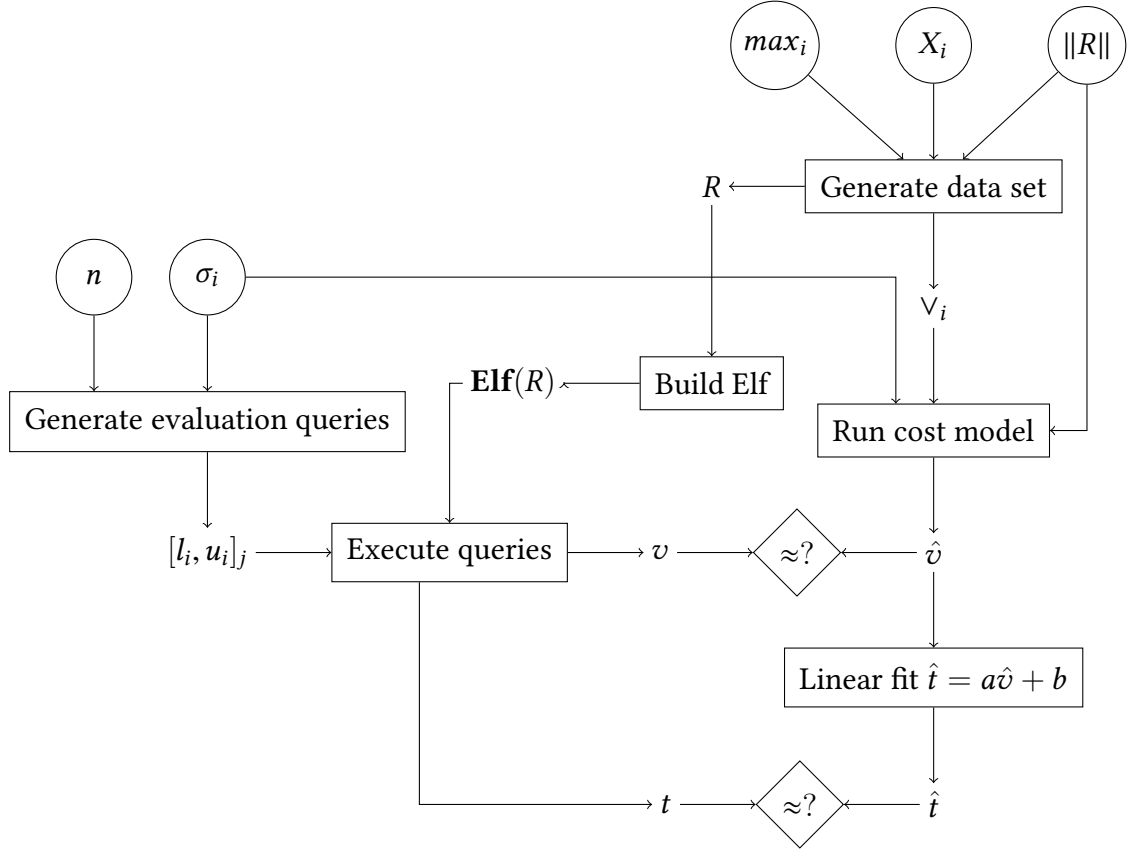 max_i
X_i
‖R‖
Generate data set
R
n
σ_i
∨_i
Elf(R)
Build Elf
Generate evaluation queries
Run cost model
[l_i, u_i]_j
Execute queries
v
≈?
v̂
Linear fit t̂ = av̂ + b
t
≈?
t̂